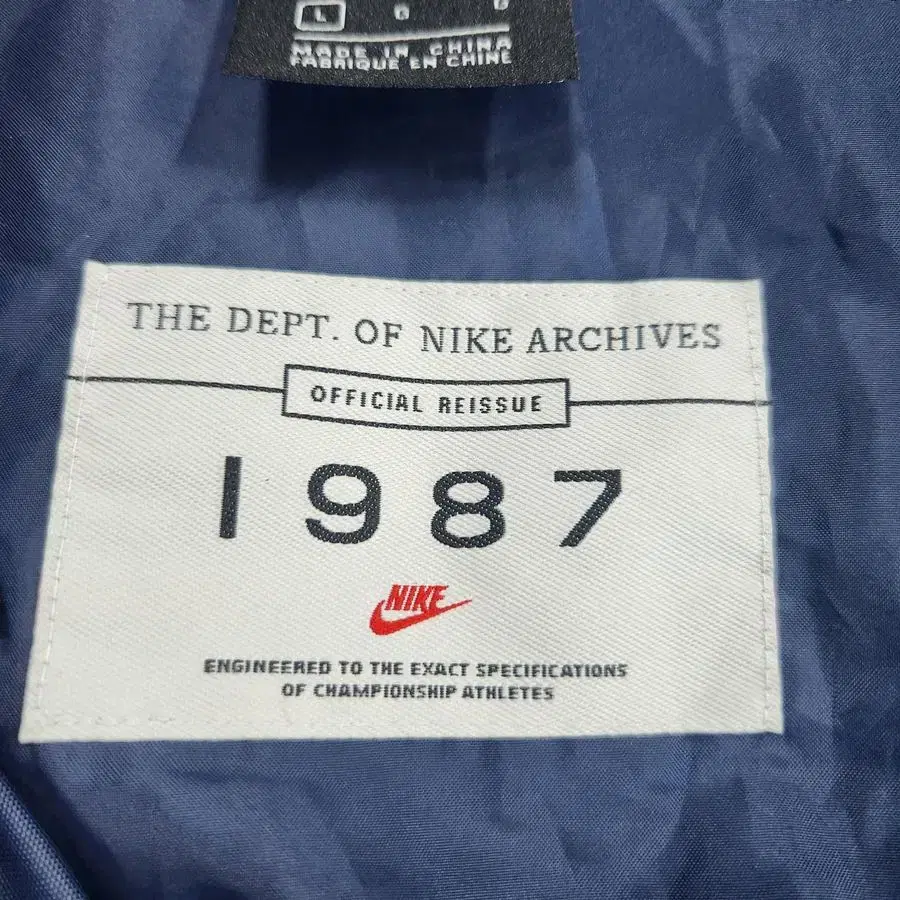 L G G
MADE IN CHINA
FABRIQUE EN CHINE
THE DEPT. OF NIKE ARCHIVES
OFFICIAL REISSUE
1987
NIKE
ENGINEERED TO THE EXACT SPECIFICATIONS
OF CHAMPIONSHIP ATHLETES